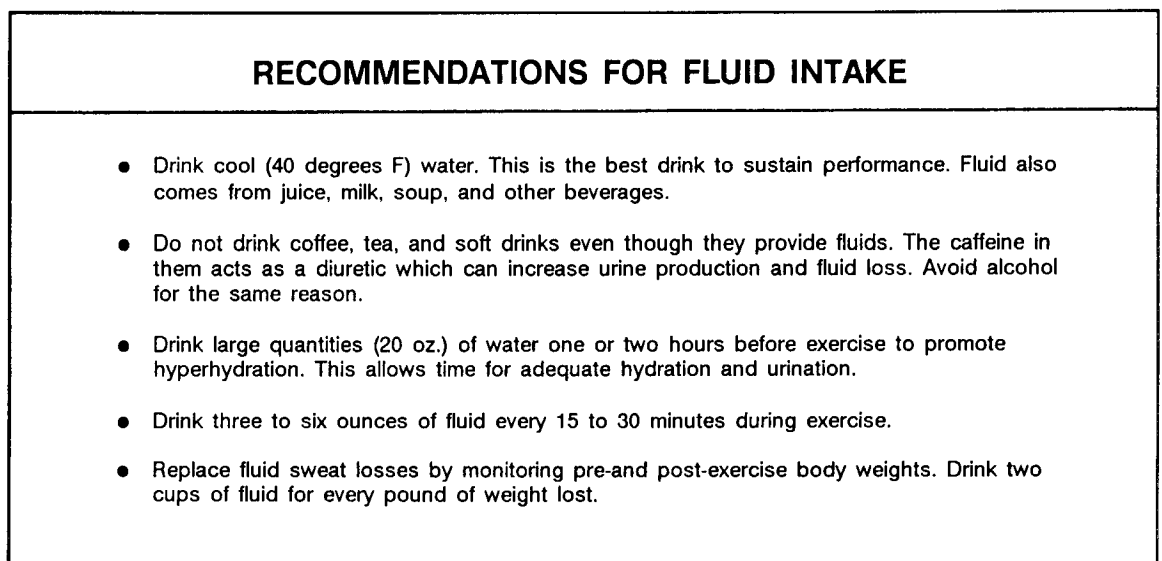 RECOMMENDATIONS FOR FLUID INTAKE
● Drink cool (40 degrees F) water. This is the best drink to sustain performance. Fluid also
comes from juice, milk, soup, and other beverages.
● Do not drink coffee, tea, and soft drinks even though they provide fluids. The caffeine in
them acts as a diuretic which can increase urine production and fluid loss. Avoid alcohol
for the same reason.
● Drink large quantities (20 oz.) of water one or two hours before exercise to promote
hyperhydration. This allows time for adequate hydration and urination.
● Drink three to six ounces of fluid every 15 to 30 minutes during exercise.
● Replace fluid sweat losses by monitoring pre-and post-exercise body weights. Drink two
cups of fluid for every pound of weight lost.